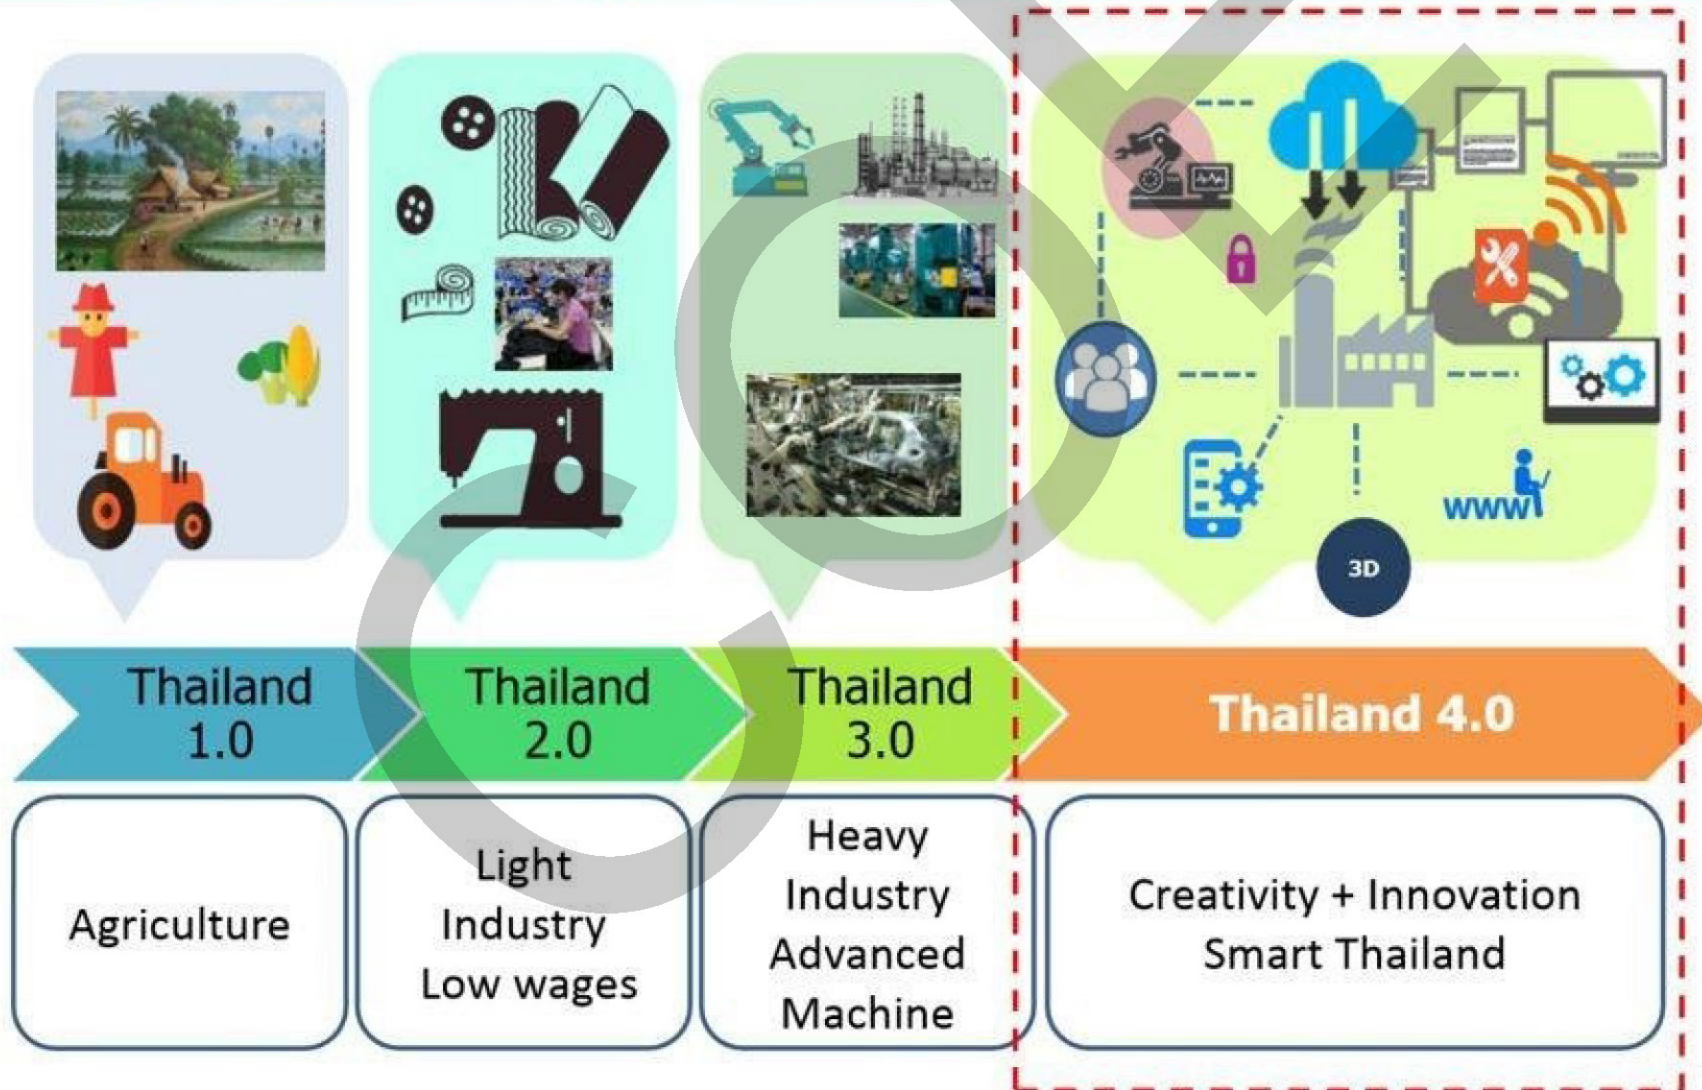 3D
WWW
Thailand
1.0
Thailand
2.0
Thailand
3.0
Thailand 4.0
Agriculture
Light
Industry
Low wages
Heavy
Industry
Advanced
Machine
Creativity + Innovation
Smart Thailand